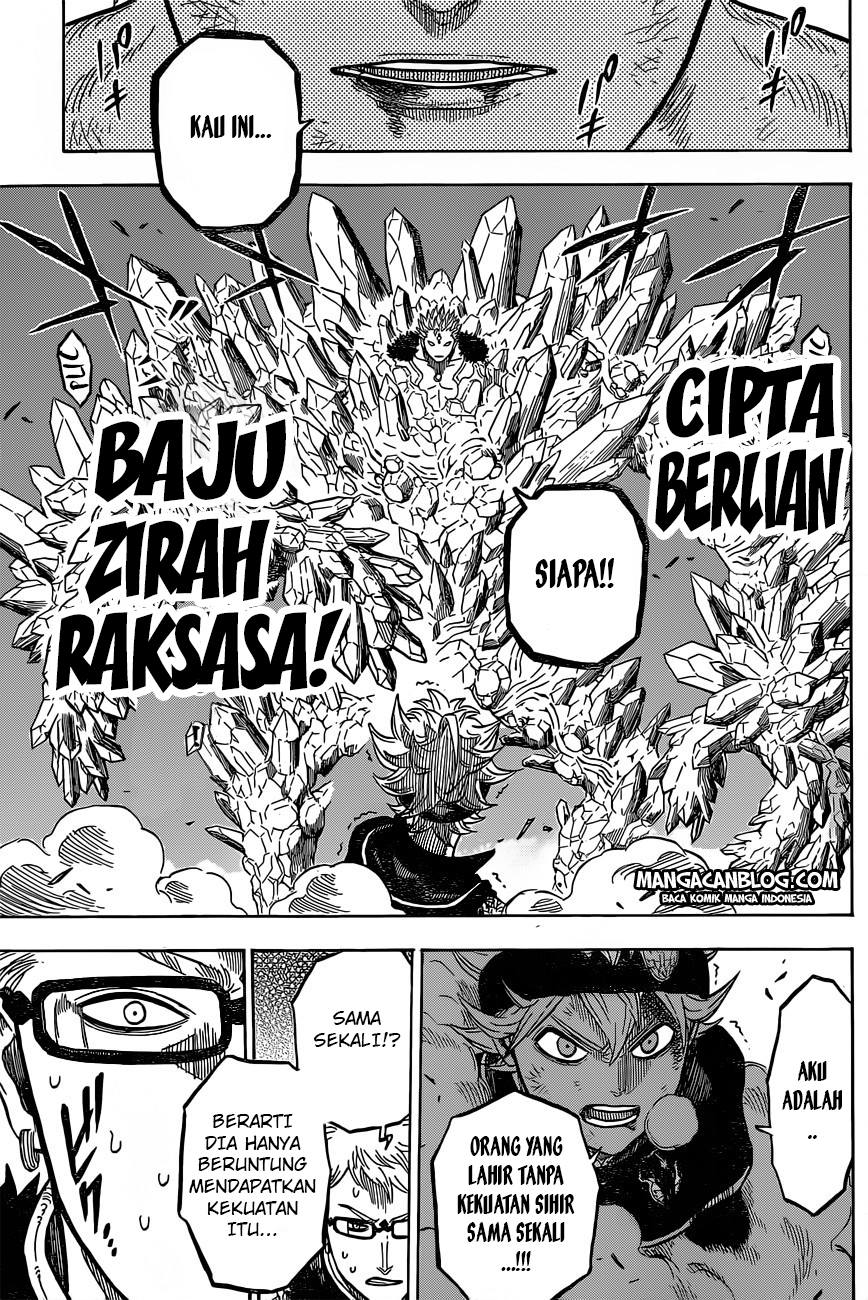 KAU INI...
CIPTA
BERLIAN
BAJU
ZIRAH
RAKSASA!
SIAPA!!
MANGACANBLOG.COM
BACA KOMIK MANGA INDONESIA
AKU
ADALAH
..
ORANG YANG
LAHIR TANPA
KEKUATAN SIHIR
SAMA SEKALI
...!!!
SAMA
SEKALI!?
BERARTI
DIA HANYA
BERUNTUNG
MENDAPATKAN
KEKUATAN
ITU...